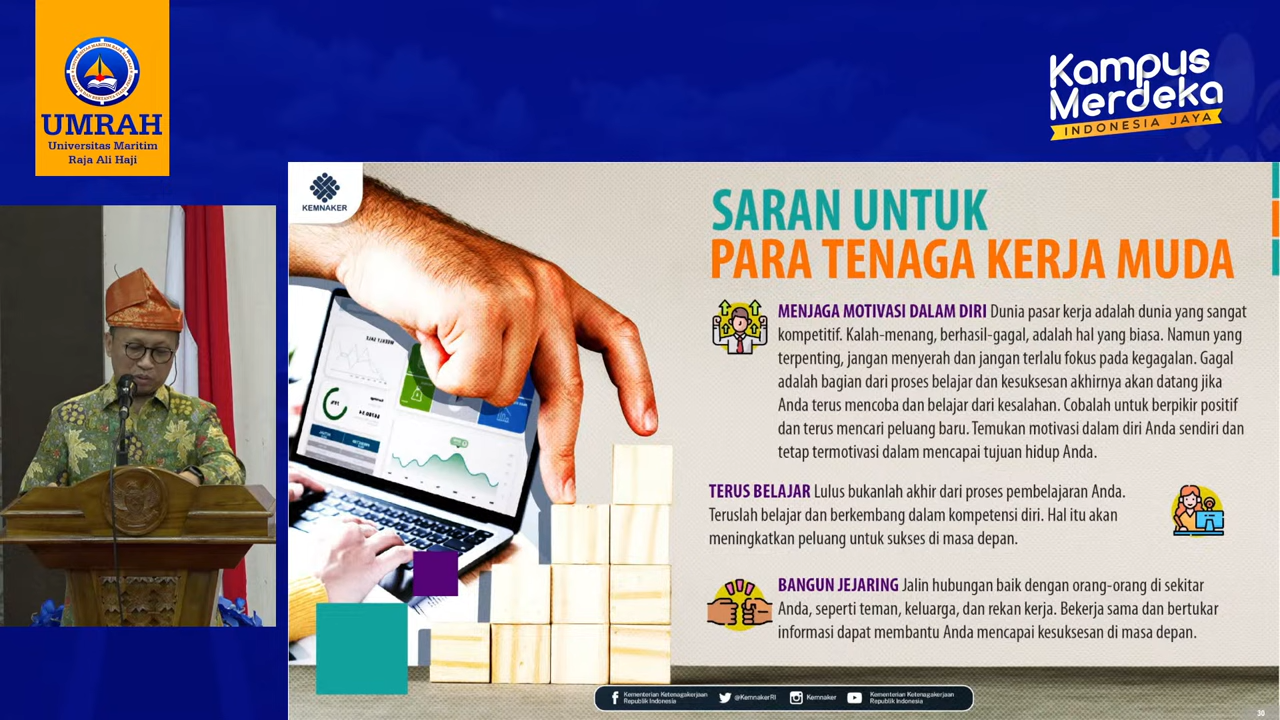 UMRAH
Universitas Maritim
Raja Ali Haji
Kampus
Merdeka
INDONESIA JAYA
KEMNAKER
SARAN UNTUK
PARA TENAGA KERJA MUDA
MENJAGA MOTIVASI DALAM DIRI Dunia pasar kerja adalah dunia yang sangat
kompetitif. Kalah-menang, berhasil-gagal, adalah hal yang biasa. Namun yang
terpenting, jangan menyerah dan jangan terlalu fokus pada kegagalan. Gagal
adalah bagian dari proses belajar dan kesuksesan akhirnya akan datang jika
Anda terus mencoba dan belajar dari kesalahan. Cobalah untuk berpikir positif
dan terus mencari peluang baru. Temukan motivasi dalam diri Anda sendiri dan
tetap termotivasi dalam mencapai tujuan hidup Anda.
TERUS BELAJAR Lulus bukanlah akhir dari proses pembelajaran Anda.
Teruslah belajar dan berkembang dalam kompetensi diri. Hal itu akan
meningkatkan peluang untuk sukses di masa depan.
BANGUN JEJARING Jalin hubungan baik dengan orang-orang di sekitar
Anda, seperti teman, keluarga, dan rekan kerja. Bekerja sama dan bertukar
informasi dapat membantu Anda mencapai kesuksesan di masa depan.
Kementerian Ketenagakerjaan
Republik Indonesia
@KemnakerRI
Kemnaker
Kementerian Ketenagakerjaan
Republik Indonesia
30